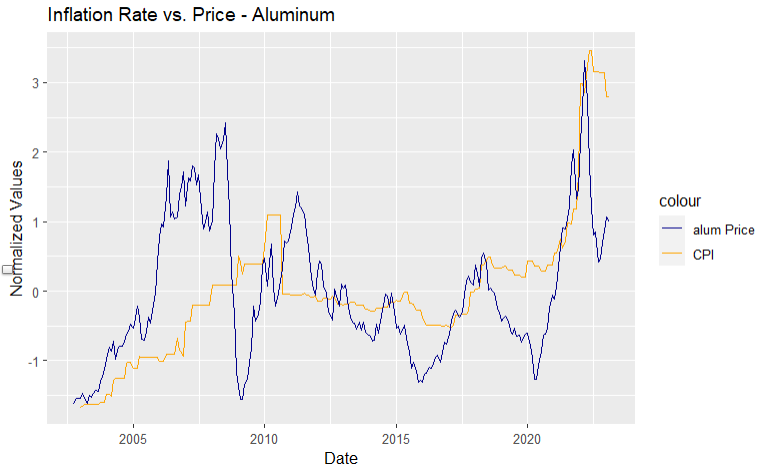 Inflation Rate vs. Price - Aluminum
Normalized Values
3
2
1
0
-1
2005
2010
2015
2020
Date
colour
alum Price
CPI